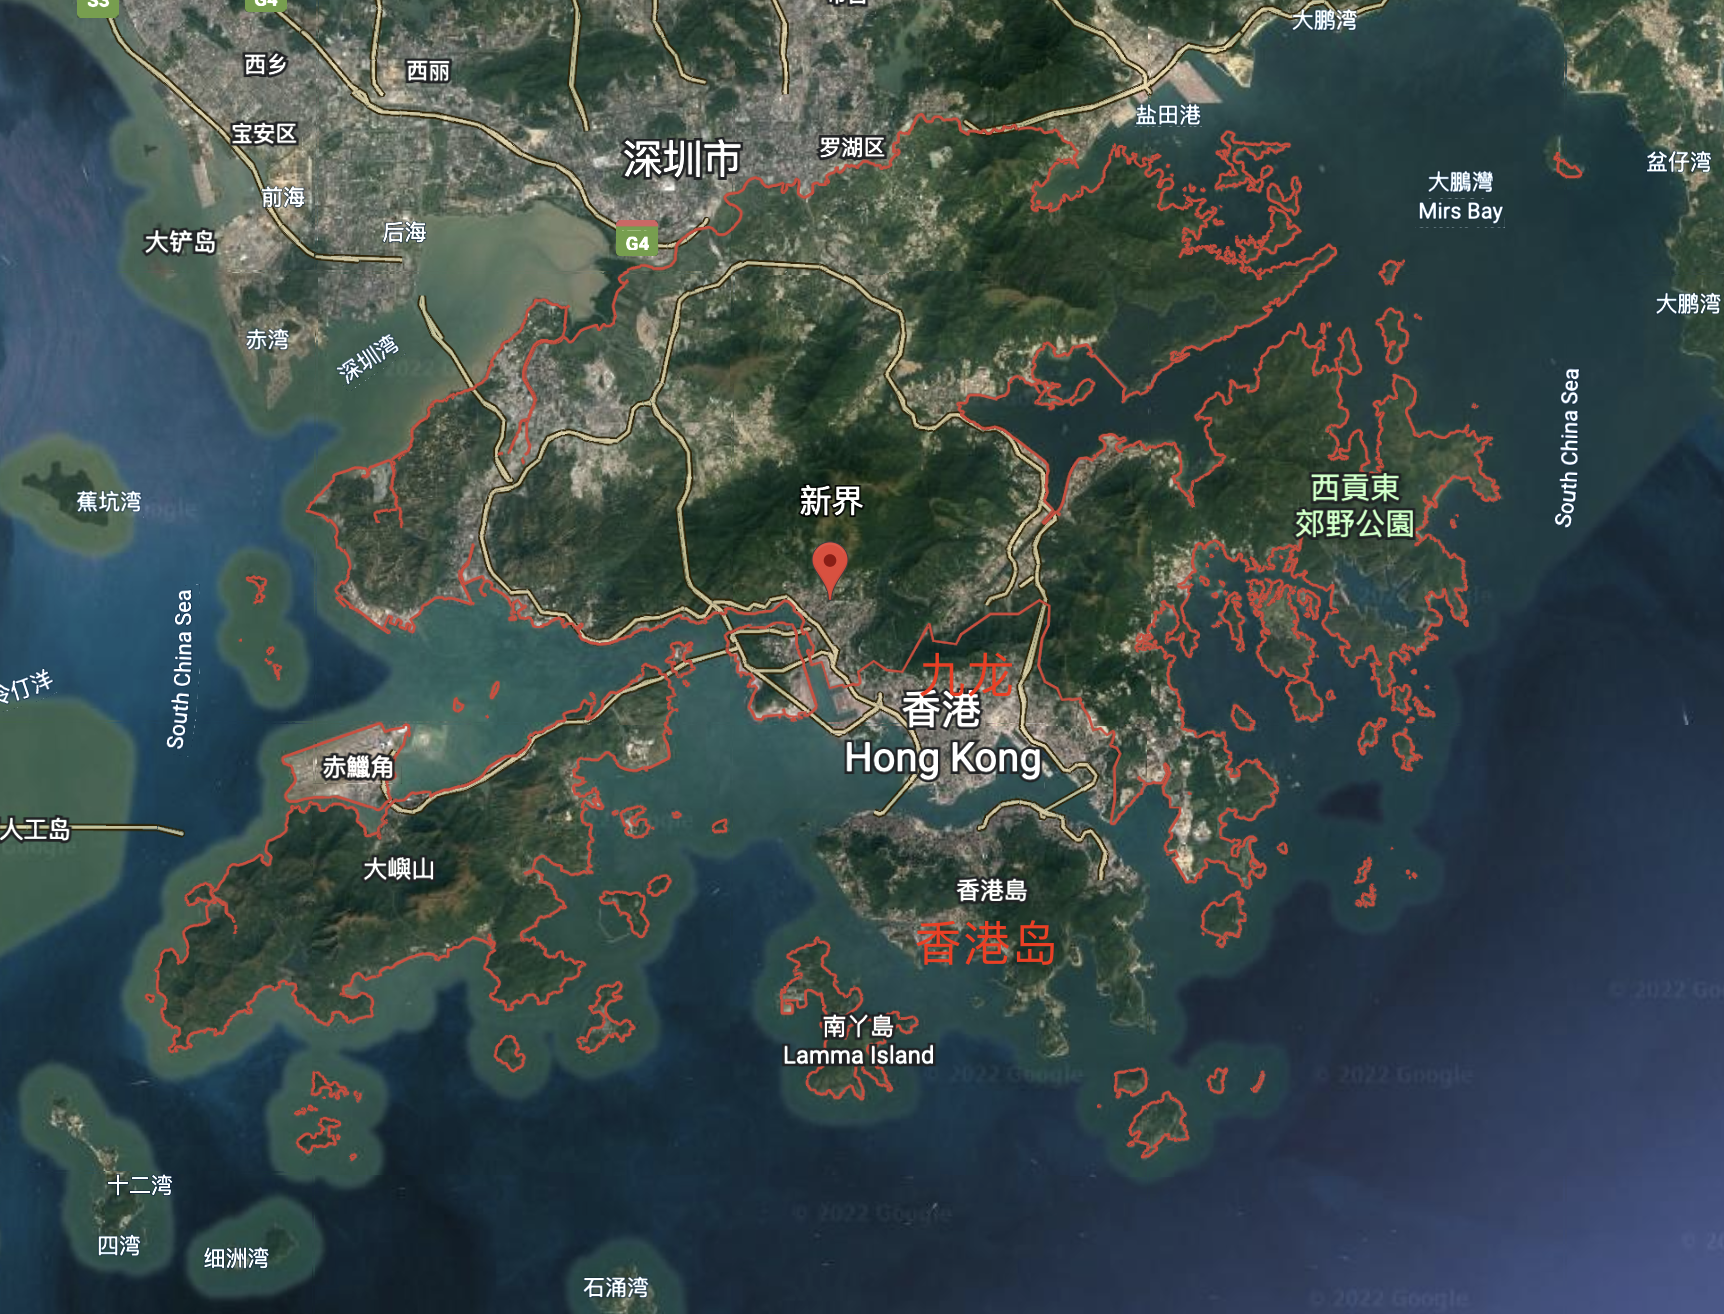 S3
G4
大鹏湾
西乡
西丽
盐田港
宝安区
深圳市
罗湖区
盆仔湾
前海
大鵬灣
Mirs Bay
后海
大铲岛
G4
大鹏湾
赤湾
深圳湾
South China Sea
蕉坑湾
新界
西貢東
郊野公園
South China Sea
九龙
香港
Hong Kong
赤鱲角
人工岛
大嶼山
香港島
香港岛
南丫島
Lamma Island
© 2022 Google
© 2022 Google
十二湾
© 2022 Google
四湾
细洲湾
石涌湾
© 2022 Google